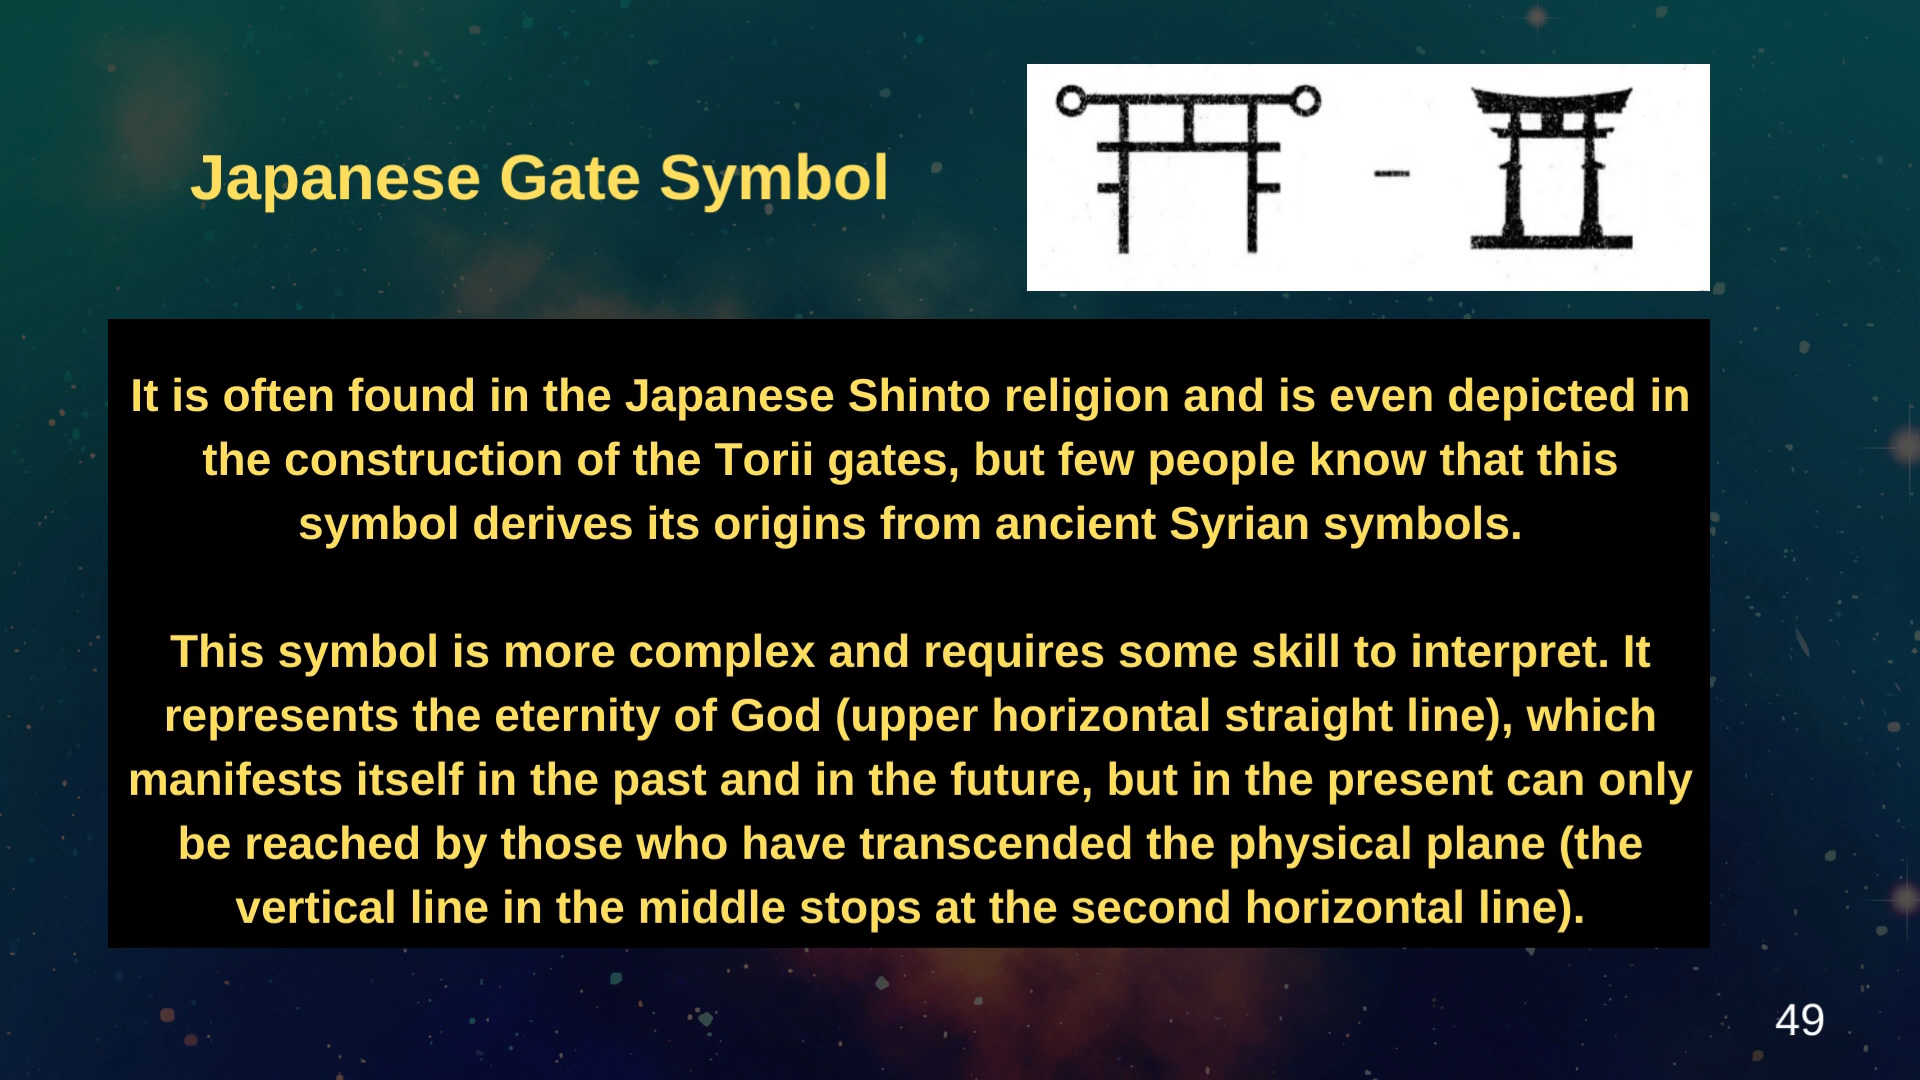 Japanese Gate Symbol
It is often found in the Japanese Shinto religion and is even depicted in
the construction of the Torii gates, but few people know that this
symbol derives its origins from ancient Syrian symbols.
This symbol is more complex and requires some skill to interpret. It
represents the eternity of God (upper horizontal straight line), which
manifests itself in the past and in the future, but in the present can only
be reached by those who have transcended the physical plane (the
vertical line in the middle stops at the second horizontal line).
49